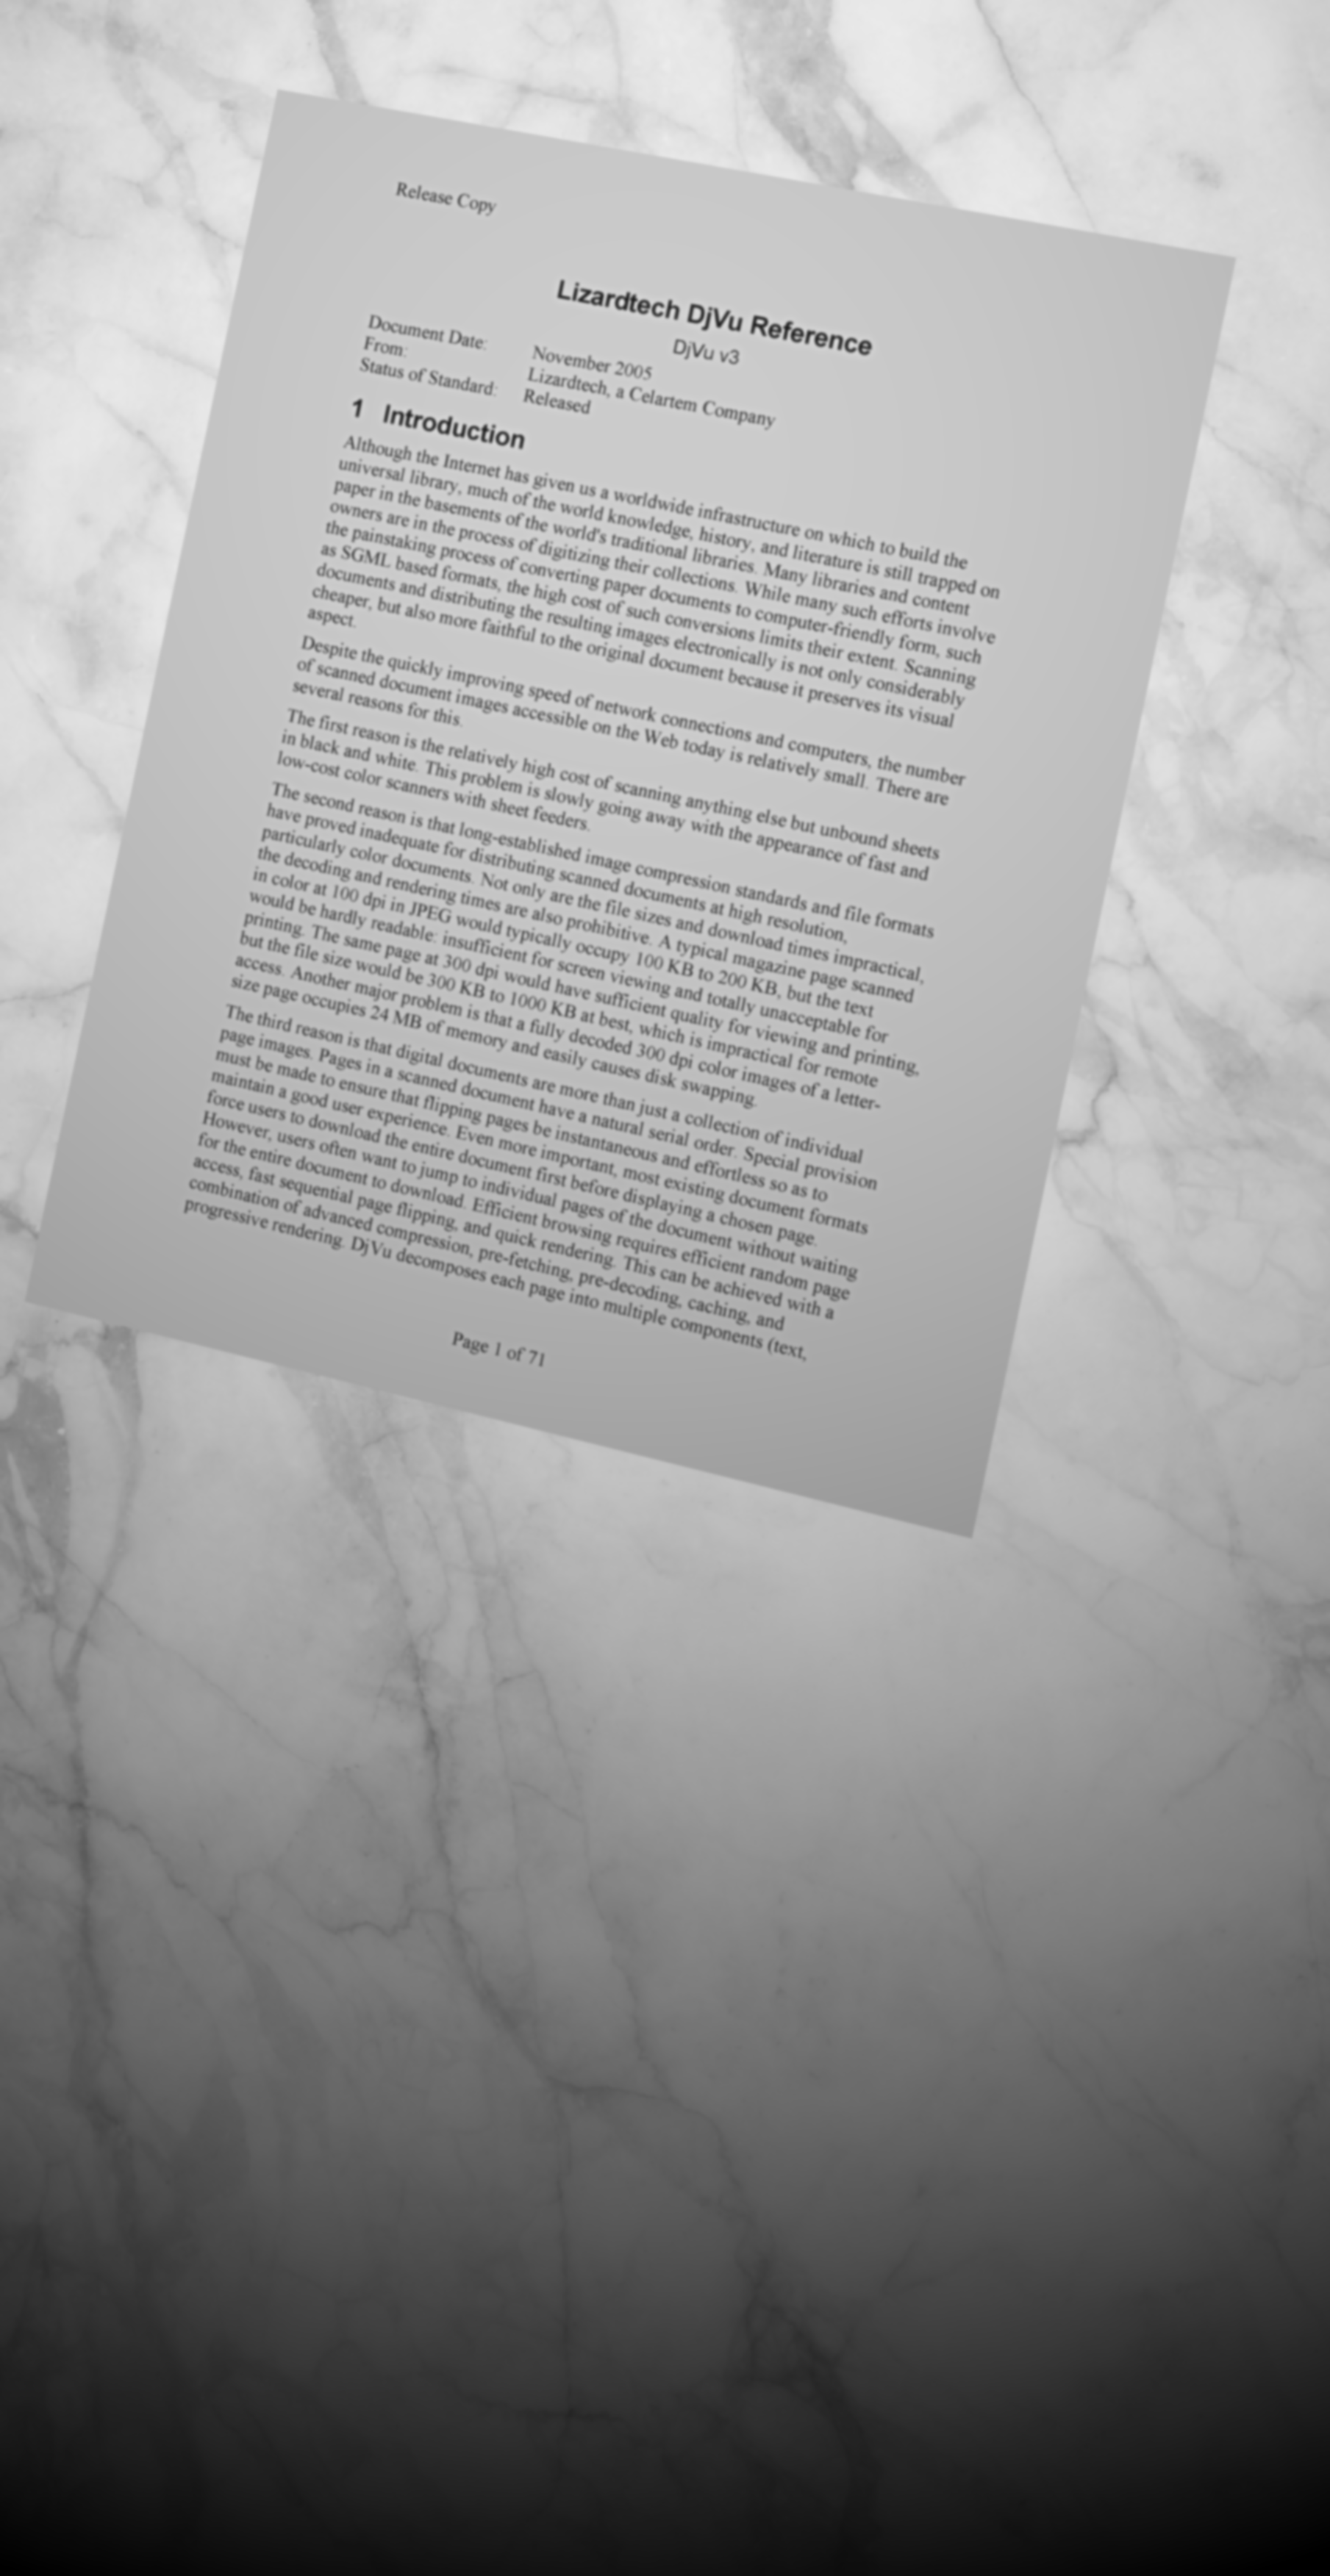 Release Copy
Lizardtech DjVu Reference
DjVu v3
Document Date: November 2005
From: Lizardtech, a Celartem Company
Status of Standard: Released
1 Introduction
Although the Internet has given us a worldwide infrastructure on which to build the
universal library, much of the world knowledge, history, and literature is still trapped on
paper in the basements of the world's traditional libraries. Many libraries and content
owners are in the process of digitizing their collections. While many such efforts involve
the painstaking process of converting paper documents to computer-friendly form, such
as SGML based formats, the high cost of such conversions limits their extent. Scanning
documents and distributing the resulting images electronically is not only considerably
cheaper, but also more faithful to the original document because it preserves its visual
aspect.
Despite the quickly improving speed of network connections and computers, the number
of scanned document images accessible on the Web today is relatively small. There are
several reasons for this.
The first reason is the relatively high cost of scanning anything else but unbound sheets
in black and white. This problem is slowly going away with the appearance of fast and
low-cost color scanners with sheet feeders.
The second reason is that long-established image compression standards and file formats
have proved inadequate for distributing scanned documents at high resolution,
particularly color documents. Not only are the file sizes and download times impractical,
the decoding and rendering times are also prohibitive. A typical magazine page scanned
in color at 100 dpi in JPEG would typically occupy 100 KB to 200 KB, but the text
would be hardly readable: insufficient for screen viewing and totally unacceptable for
printing. The same page at 300 dpi would have sufficient quality for viewing and printing,
but the file size would be 300 KB to 1000 KB at best, which is impractical for remote
access. Another major problem is that a fully decoded 300 dpi color images of a letter-
size page occupies 24 MB of memory and easily causes disk swapping.
The third reason is that digital documents are more than just a collection of individual
page images. Pages in a scanned document have a natural serial order. Special provision
must be made to ensure that flipping pages be instantaneous and effortless so as to
maintain a good user experience. Even more important, most existing document formats
force users to download the entire document first before displaying a chosen page.
However, users often want to jump to individual pages of the document without waiting
for the entire document to download. Efficient browsing requires efficient random page
access, fast sequential page flipping, and quick rendering. This can be achieved with a
combination of advanced compression, pre-fetching, pre-decoding, caching, and
progressive rendering. DjVu decomposes each page into multiple components (text,
Page 1 of 71